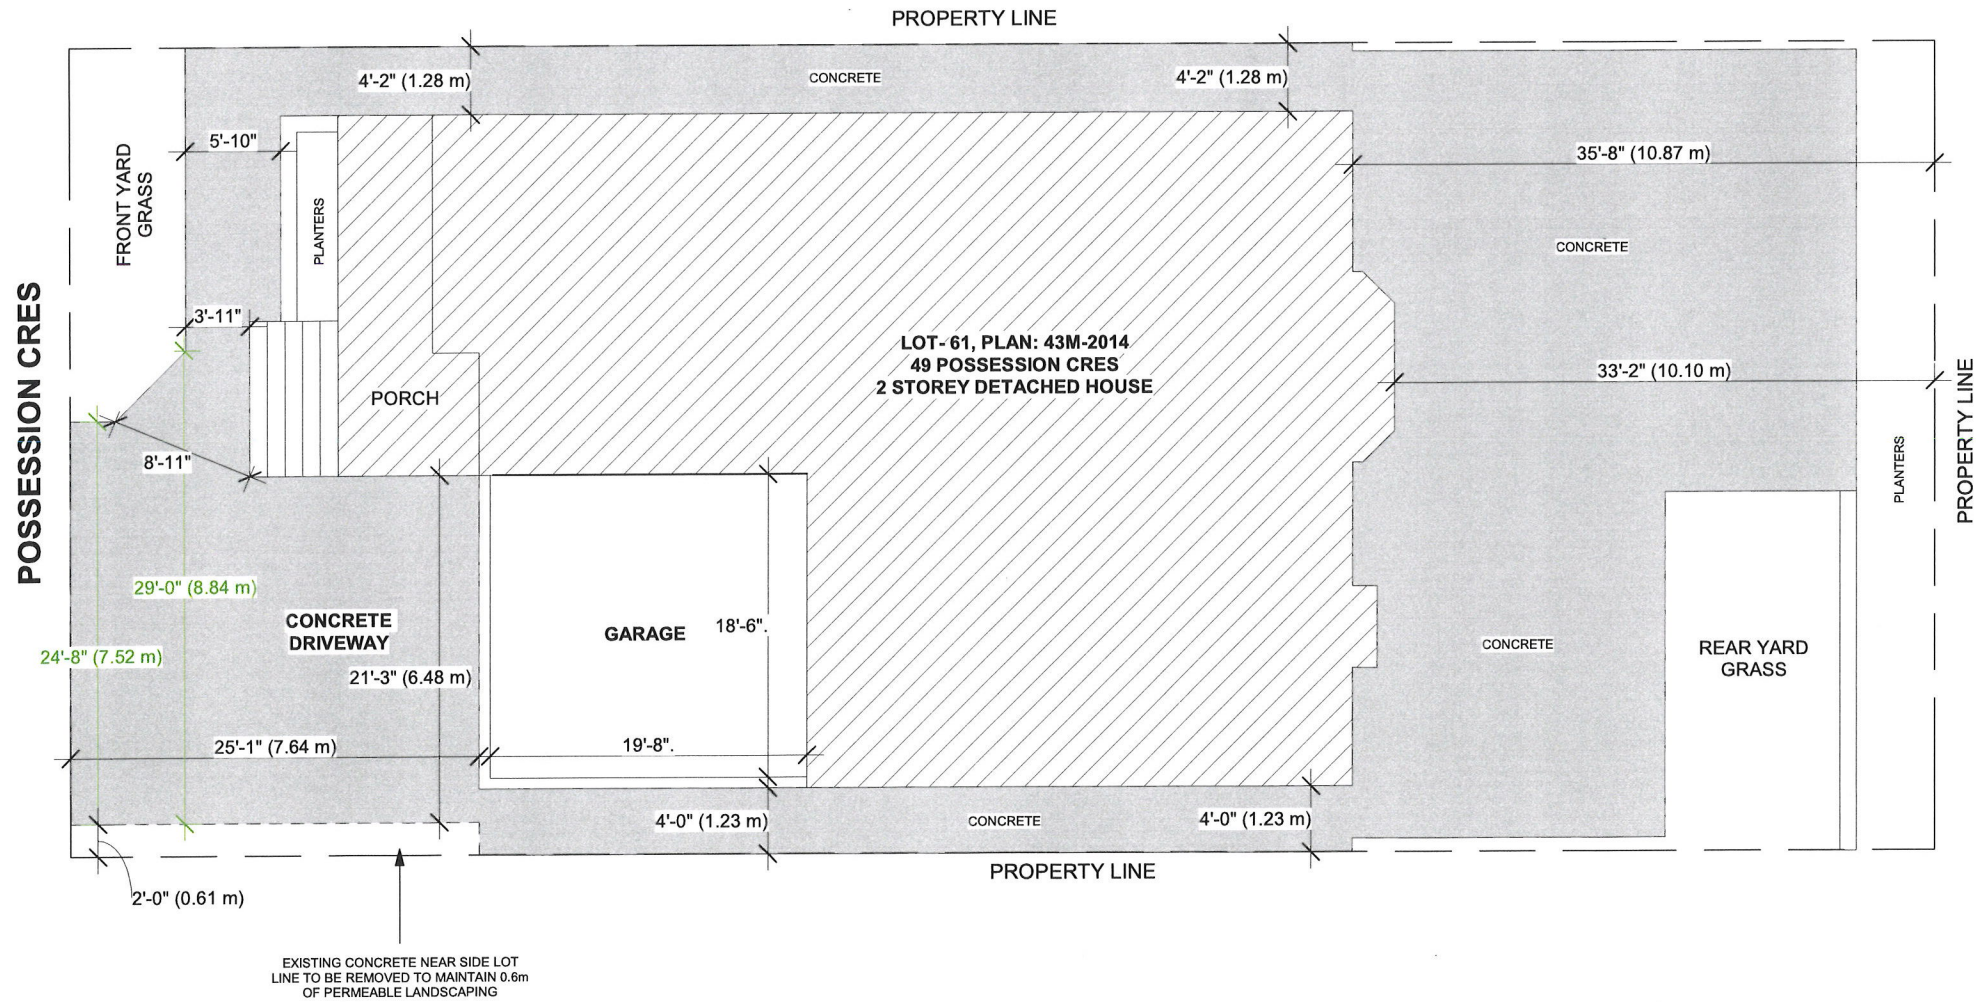 PROPERTY LINE
4'-2" (1.28 m)
CONCRETE
4'-2" (1.28 m)
5'-10"
35'-8" (10.87 m)
FRONT YARD
GRASS
PLANTERS
CONCRETE
3'-11"
POSSESSION CRES
LOT- 61, PLAN: 43M-2014
49 POSSESSION CRES
2 STOREY DETACHED HOUSE
33'-2" (10.10 m)
PORCH
PROPERTY LINE
PLANTERS
8'-11"
29'-0" (8.84 m)
CONCRETE
DRIVEWAY
GARAGE
18'-6".
CONCRETE
REAR YARD
GRASS
24'-8" (7.52 m)
21'-3" (6.48 m)
25'-1" (7.64 m)
19'-8".
4'-0" (1.23 m)
CONCRETE
4'-0" (1.23 m)
PROPERTY LINE
2'-0" (0.61 m)
EXISTING CONCRETE NEAR SIDE LOT
LINE TO BE REMOVED TO MAINTAIN 0.6m
OF PERMEABLE LANDSCAPING